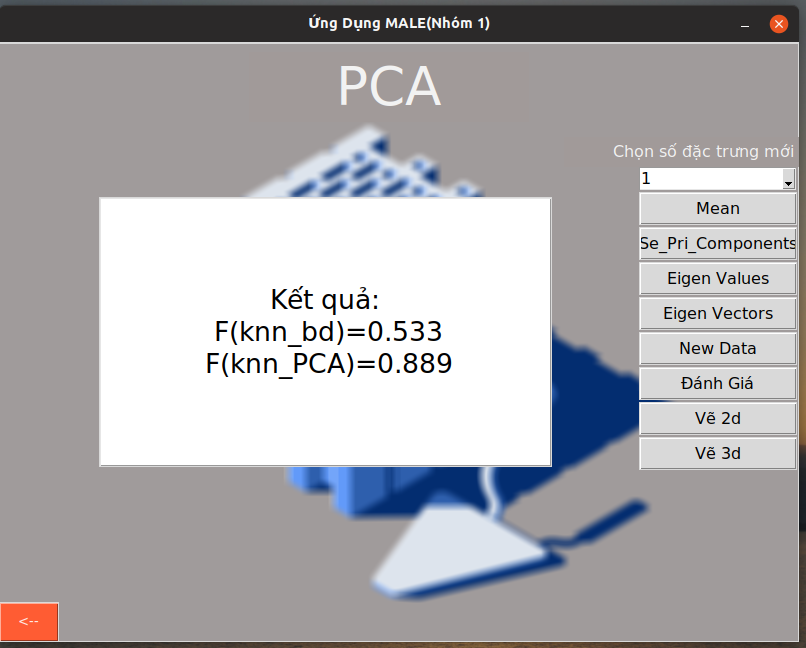 Ứng Dụng MALE(Nhóm 1)
PCA
Chọn số đặc trưng mới
1
Mean
Se_Pri_Components
Eigen Values
Eigen Vectors
New Data
Đánh Giá
Vẽ 2d
Vẽ 3d
Kết quả:
F(knn_bd)=0.533
F(knn_PCA)=0.889
<--